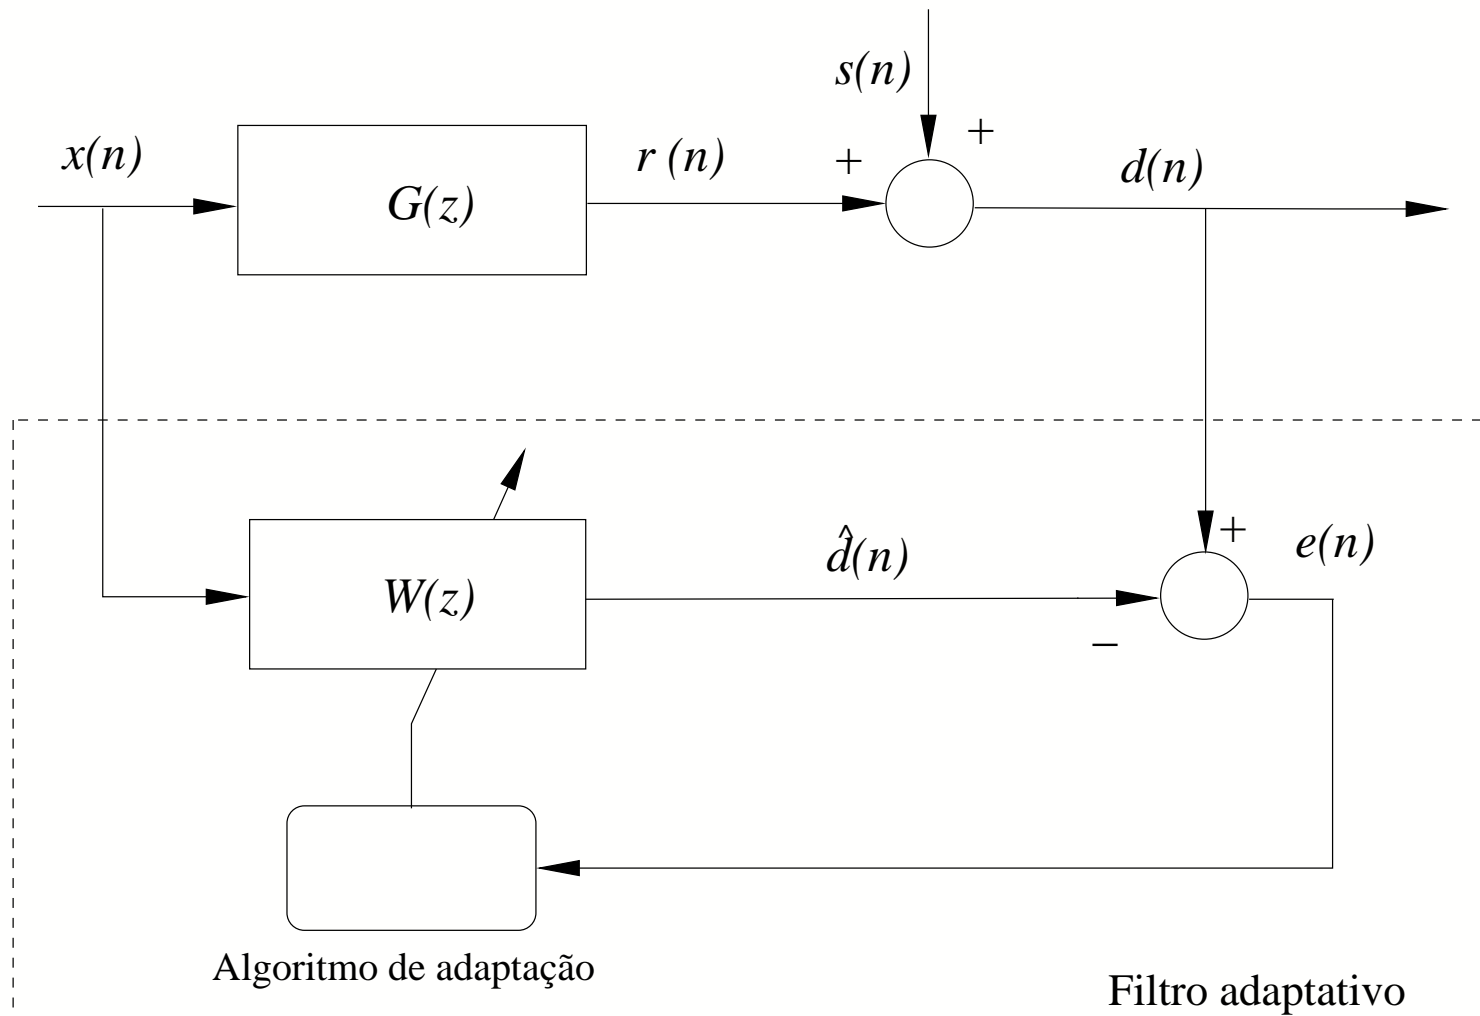 s(n)
+
x(n)
G(z)
r (n)
+
d(n)
W(z)
d̂(n)
+
e(n)
−
Algoritmo de adaptação
Filtro adaptativo